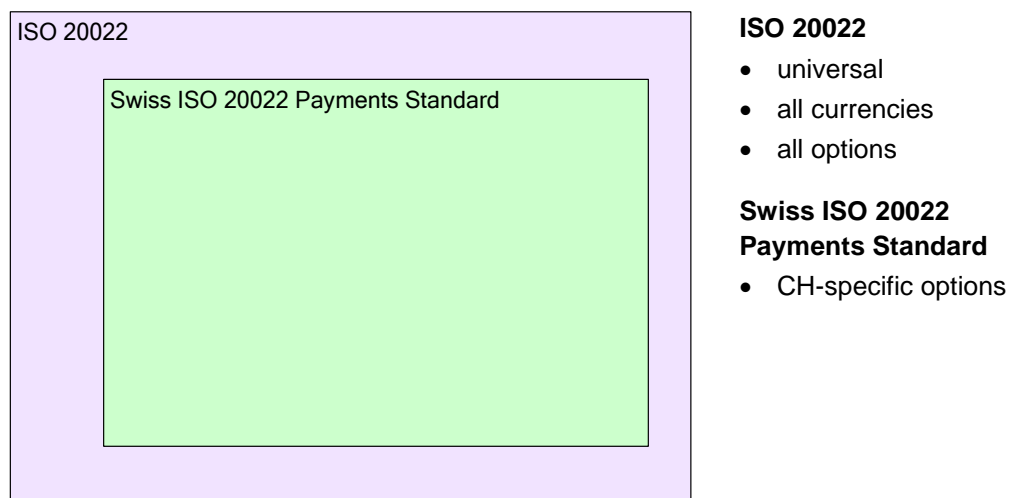 ISO 20022
Swiss ISO 20022 Payments Standard
ISO 20022
• universal
• all currencies
• all options
Swiss ISO 20022
Payments Standard
• CH-specific options